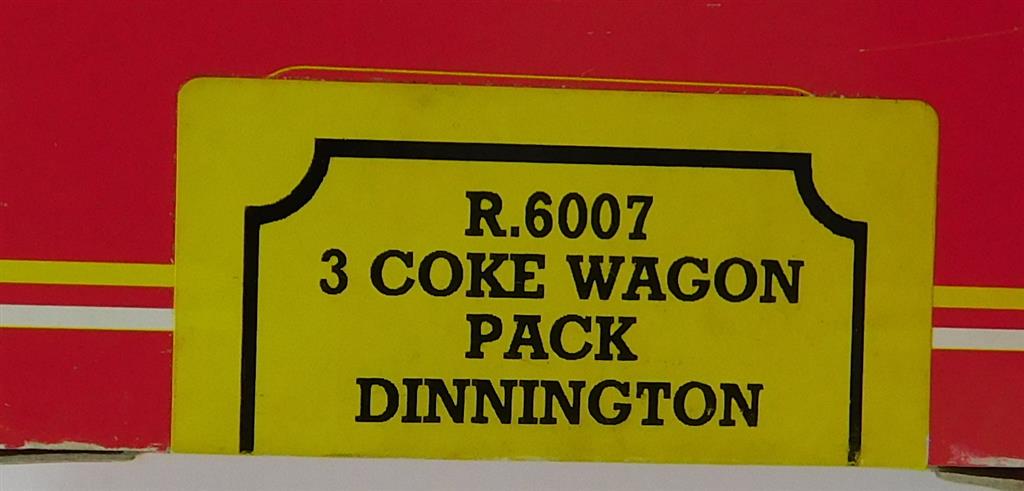 R.6007
3 COKE WAGON
PACK
DINNINGTON